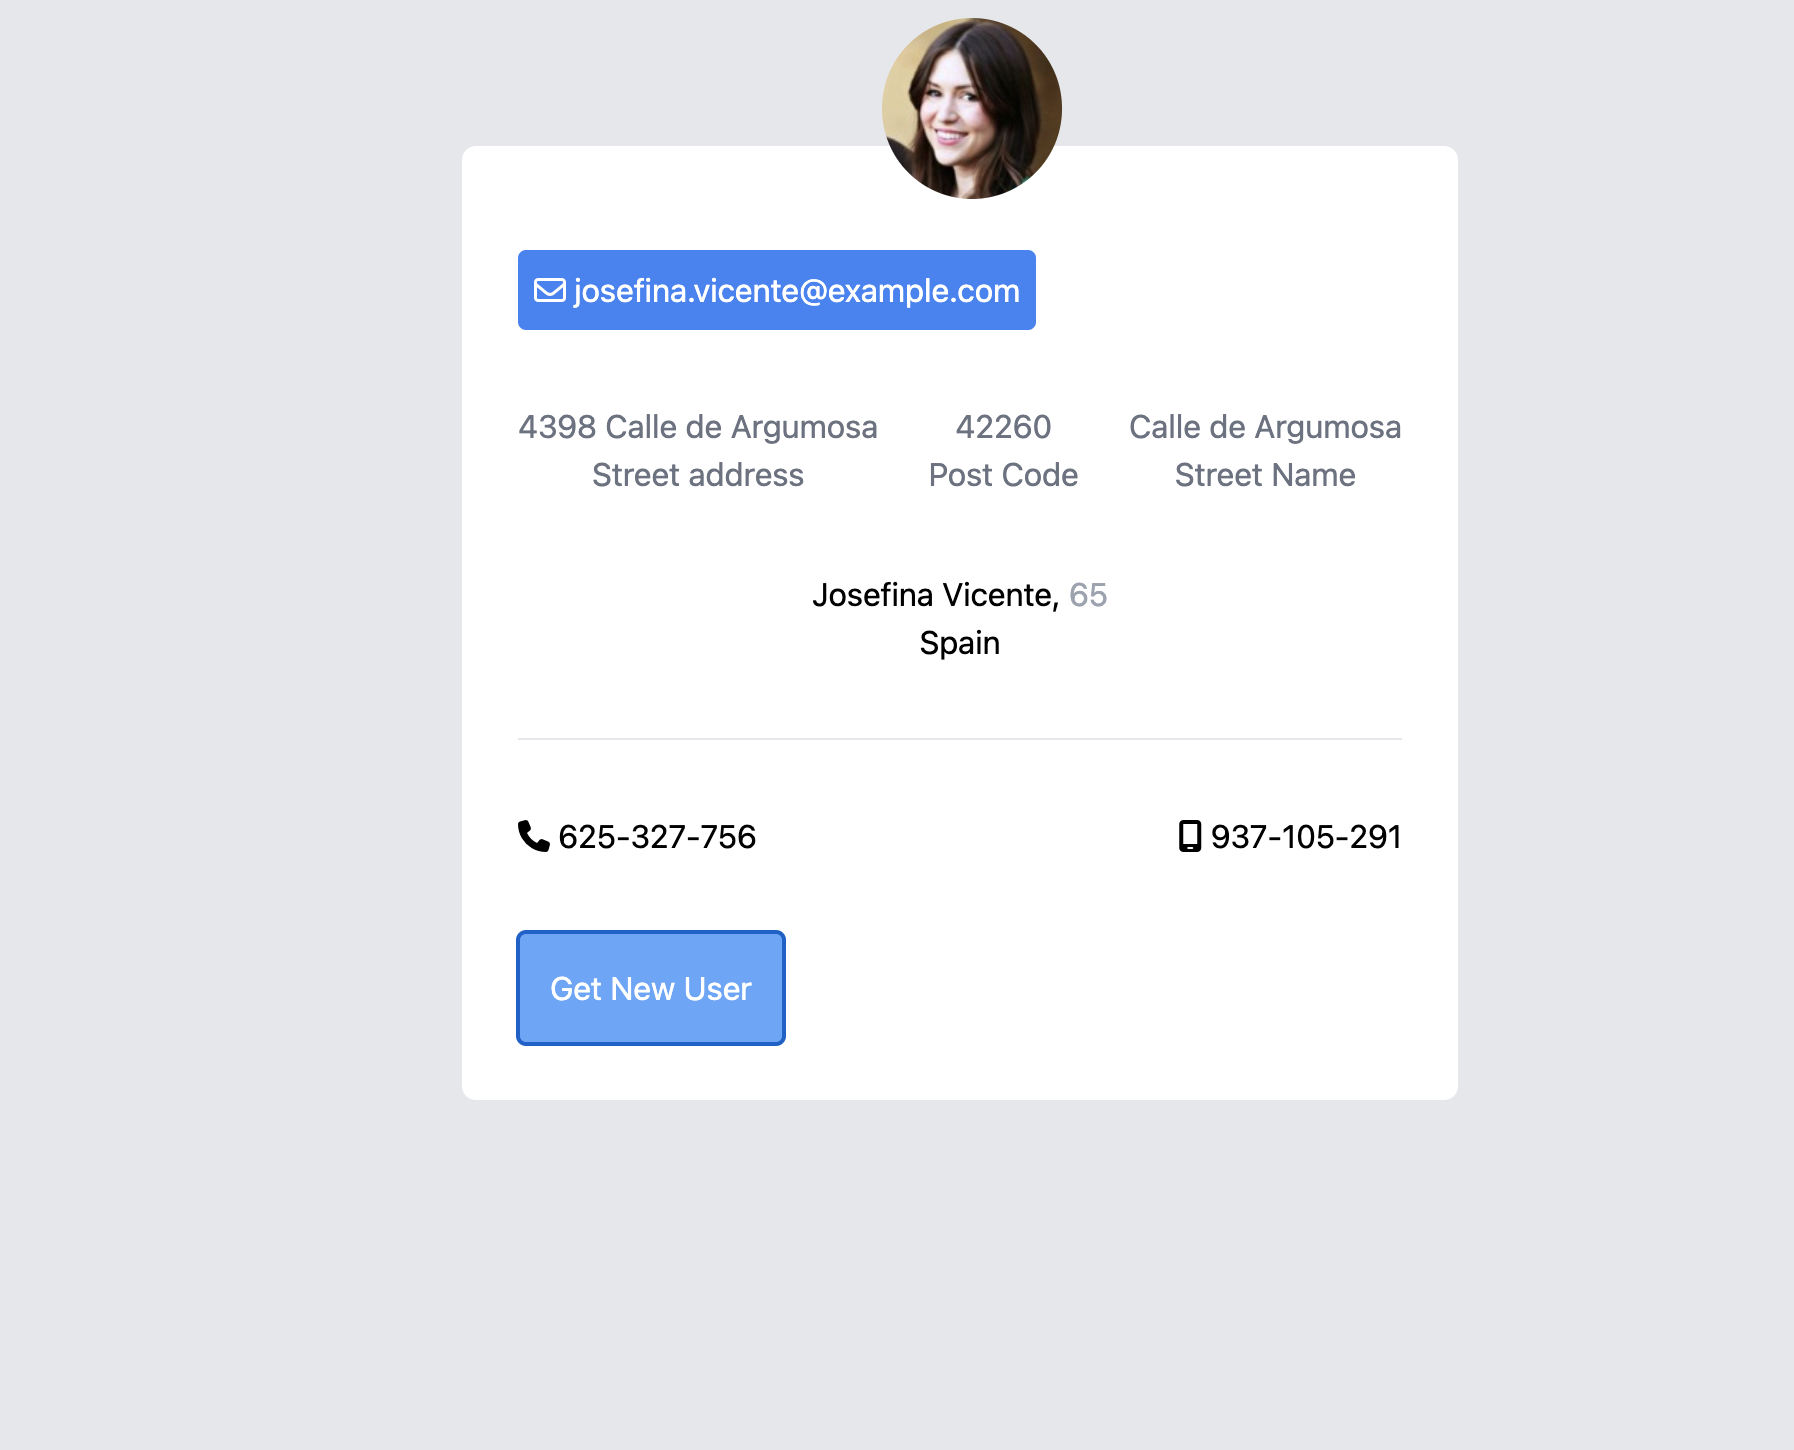 josefina.vicente@example.com
4398 Calle de Argumosa
Street address
42260
Post Code
Calle de Argumosa
Street Name
Josefina Vicente, 65
Spain
625-327-756
937-105-291
Get New User